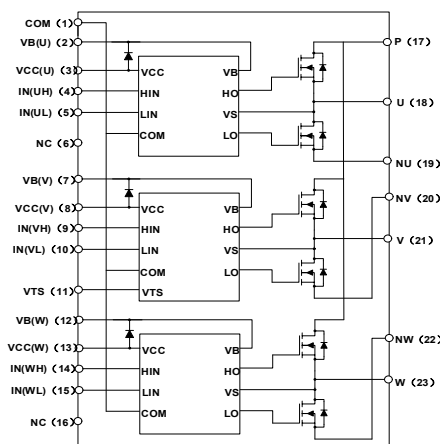 COM (1)
VB(U) (2)
VCC(U) (3)
IN(UH) (4)
IN(UL) (5)
NC (6)
VB(V) (7)
VCC(V) (8)
IN(VH) (9)
IN(VL) (10)
VTS (11)
VB(W) (12)
VCC(W) (13)
IN(WH) (14)
IN(WL) (15)
NC (16)
VCC VB
HIN HO
LIN VS
COM LO
VCC VB
HIN HO
LIN VS
COM LO
VTS
VCC VB
HIN HO
LIN VS
COM LO
P (17)
U (18)
NU (19)
NV (20)
V (21)
NW (22)
W (23)